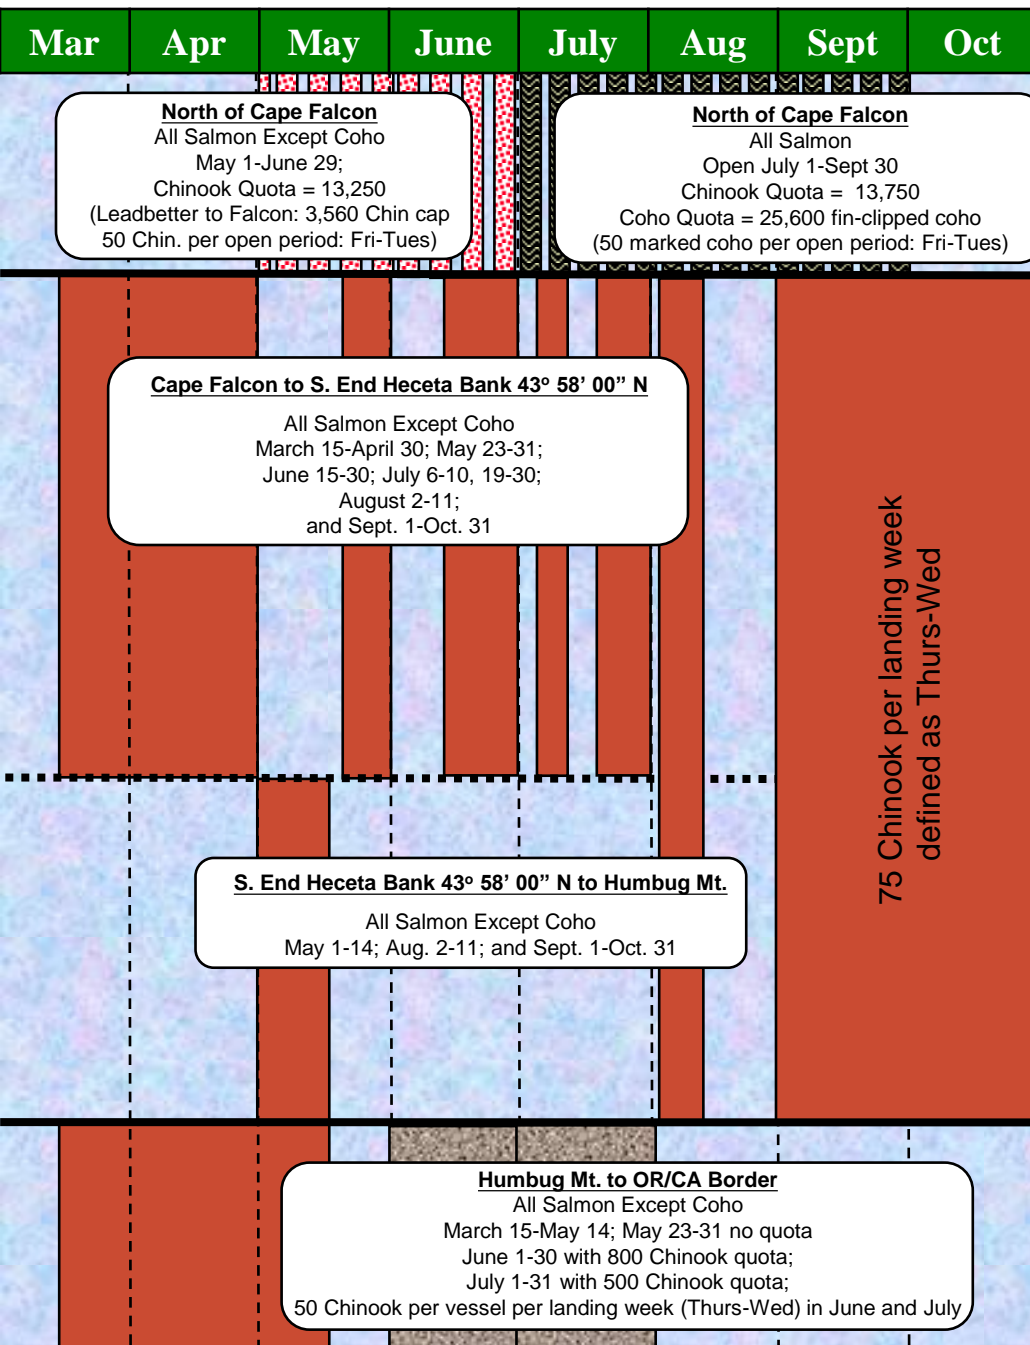 Mar Apr May June July Aug Sept Oct
North of Cape Falcon
All Salmon Except Coho
May 1-June 29;
Chinook Quota = 13,250
(Leadbetter to Falcon: 3,560 Chin cap
50 Chin. per open period: Fri-Tues)
North of Cape Falcon
All Salmon
Open July 1-Sept 30
Chinook Quota = 13,750
Coho Quota = 25,600 fin-clipped coho
(50 marked coho per open period: Fri-Tues)
Cape Falcon to S. End Heceta Bank 43º 58’ 00” N
All Salmon Except Coho
March 15-April 30; May 23-31;
June 15-30; July 6-10, 19-30;
August 2-11;
and Sept. 1-Oct. 31
75 Chinook per landing week
defined as Thurs-Wed
S. End Heceta Bank 43º 58’ 00” N to Humbug Mt.
All Salmon Except Coho
May 1-14; Aug. 2-11; and Sept. 1-Oct. 31
Humbug Mt. to OR/CA Border
All Salmon Except Coho
March 15-May 14; May 23-31 no quota
June 1-30 with 800 Chinook quota;
July 1-31 with 500 Chinook quota;
50 Chinook per vessel per landing week (Thurs-Wed) in June and July